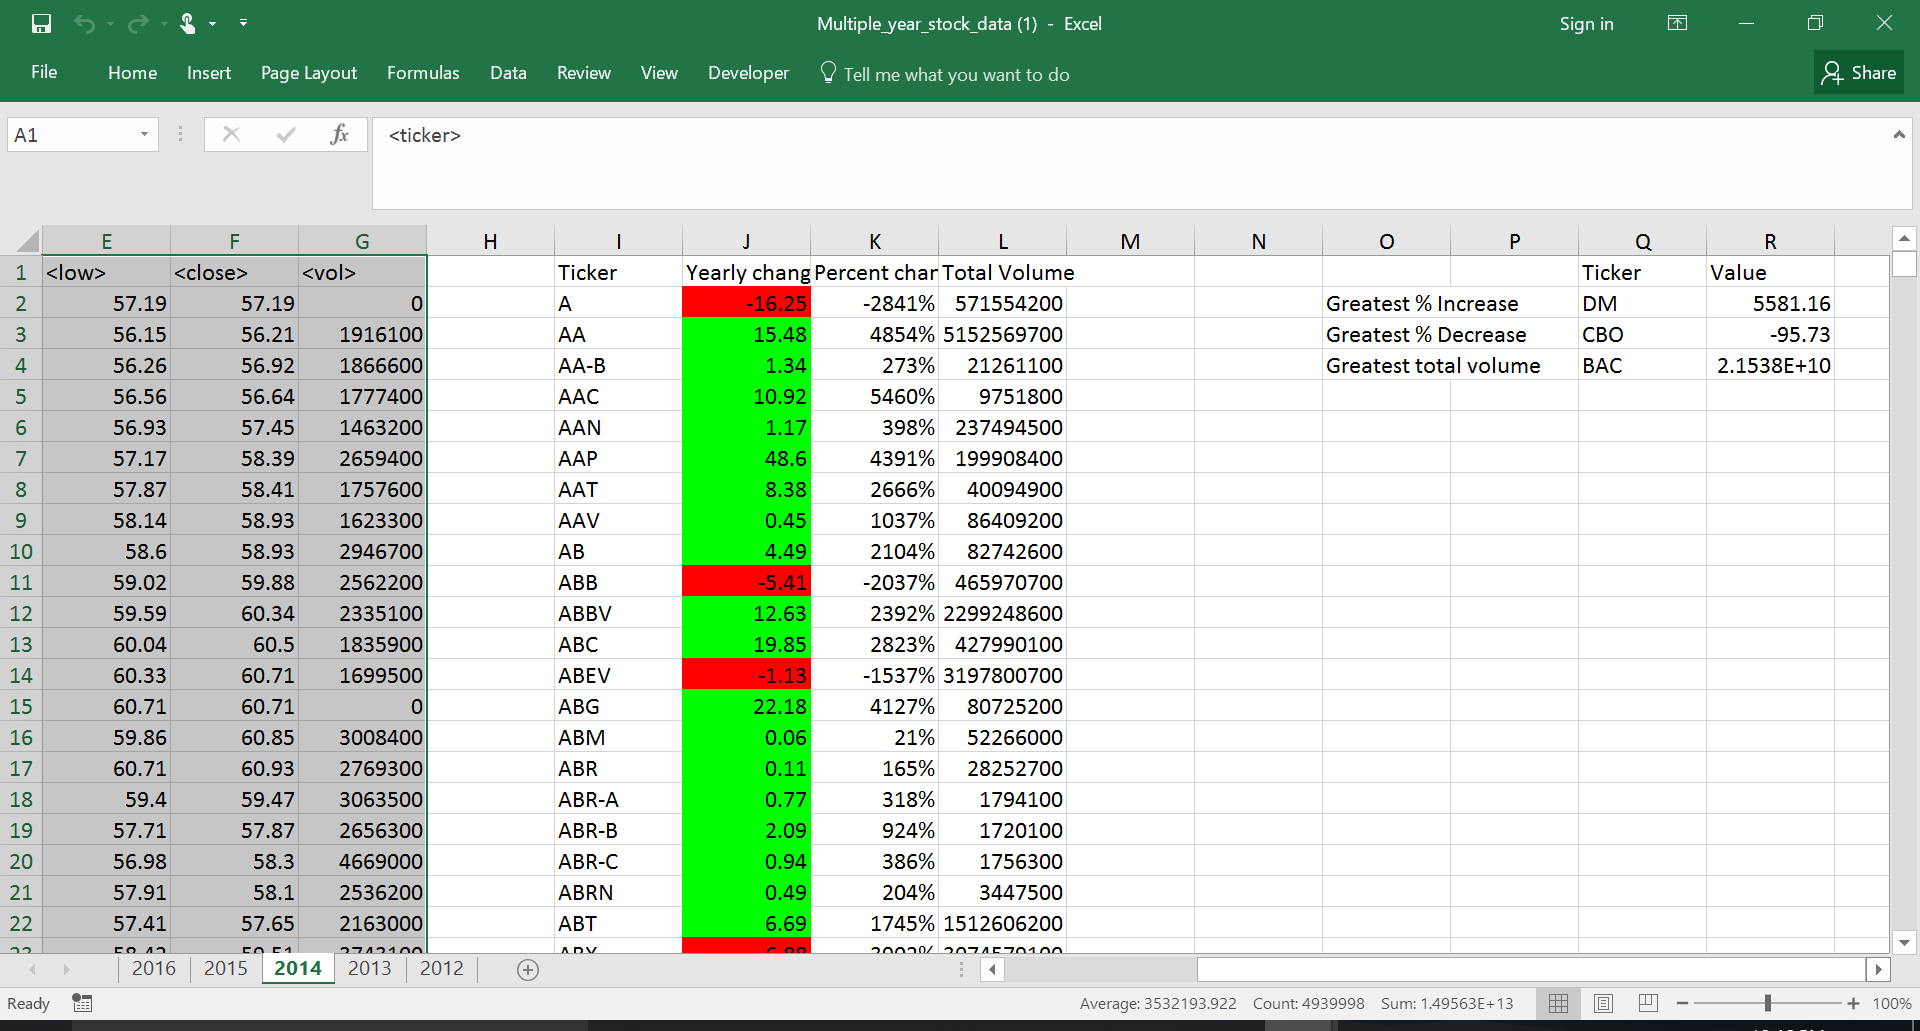 Multiple_year_stock_data (1) - Excel
Sign in
File Home Insert Page Layout Formulas Data Review View Developer Tell me what you want to do Share
A1 fx <ticker>
E F G H I J K L M N O P Q R
1 <low> <close> <vol> Ticker Yearly chang Percent char Total Volume Ticker Value
2 57.19 57.19 0 A -16.25 -2841% 571554200 Greatest % Increase DM 5581.16
3 56.15 56.21 1916100 AA 15.48 4854% 5152569700 Greatest % Decrease CBO -95.73
4 56.26 56.92 1866600 AA-B 1.34 273% 21261100 Greatest total volume BAC 2.1538E+10
5 56.56 56.64 1777400 AAC 10.92 5460% 9751800
6 56.93 57.45 1463200 AAN 1.17 398% 237494500
7 57.17 58.39 2659400 AAP 48.6 4391% 199908400
8 57.87 58.41 1757600 AAT 8.38 2666% 40094900
9 58.14 58.93 1623300 AAV 0.45 1037% 86409200
10 58.6 58.93 2946700 AB 4.49 2104% 82742600
11 59.02 59.88 2562200 ABB -5.41 -2037% 465970700
12 59.59 60.34 2335100 ABBV 12.63 2392% 2299248600
13 60.04 60.5 1835900 ABC 19.85 2823% 427990100
14 60.33 60.71 1699500 ABEV -1.13 -1537% 3197800700
15 60.71 60.71 0 ABG 22.18 4127% 80725200
16 59.86 60.85 3008400 ABM 0.06 21% 52266000
17 60.71 60.93 2769300 ABR 0.11 165% 28252700
18 59.4 59.47 3063500 ABR-A 0.77 318% 1794100
19 57.71 57.87 2656300 ABR-B 2.09 924% 1720100
20 56.98 58.3 4669000 ABR-C 0.94 386% 1756300
21 57.91 58.1 2536200 ABRN 0.49 204% 3447500
22 57.41 57.65 2163000 ABT 6.69 1745% 1512606200
2016 2015 2014 2013 2012
Ready Average: 3532193.922 Count: 4939998 Sum: 1.49563E+13 100%